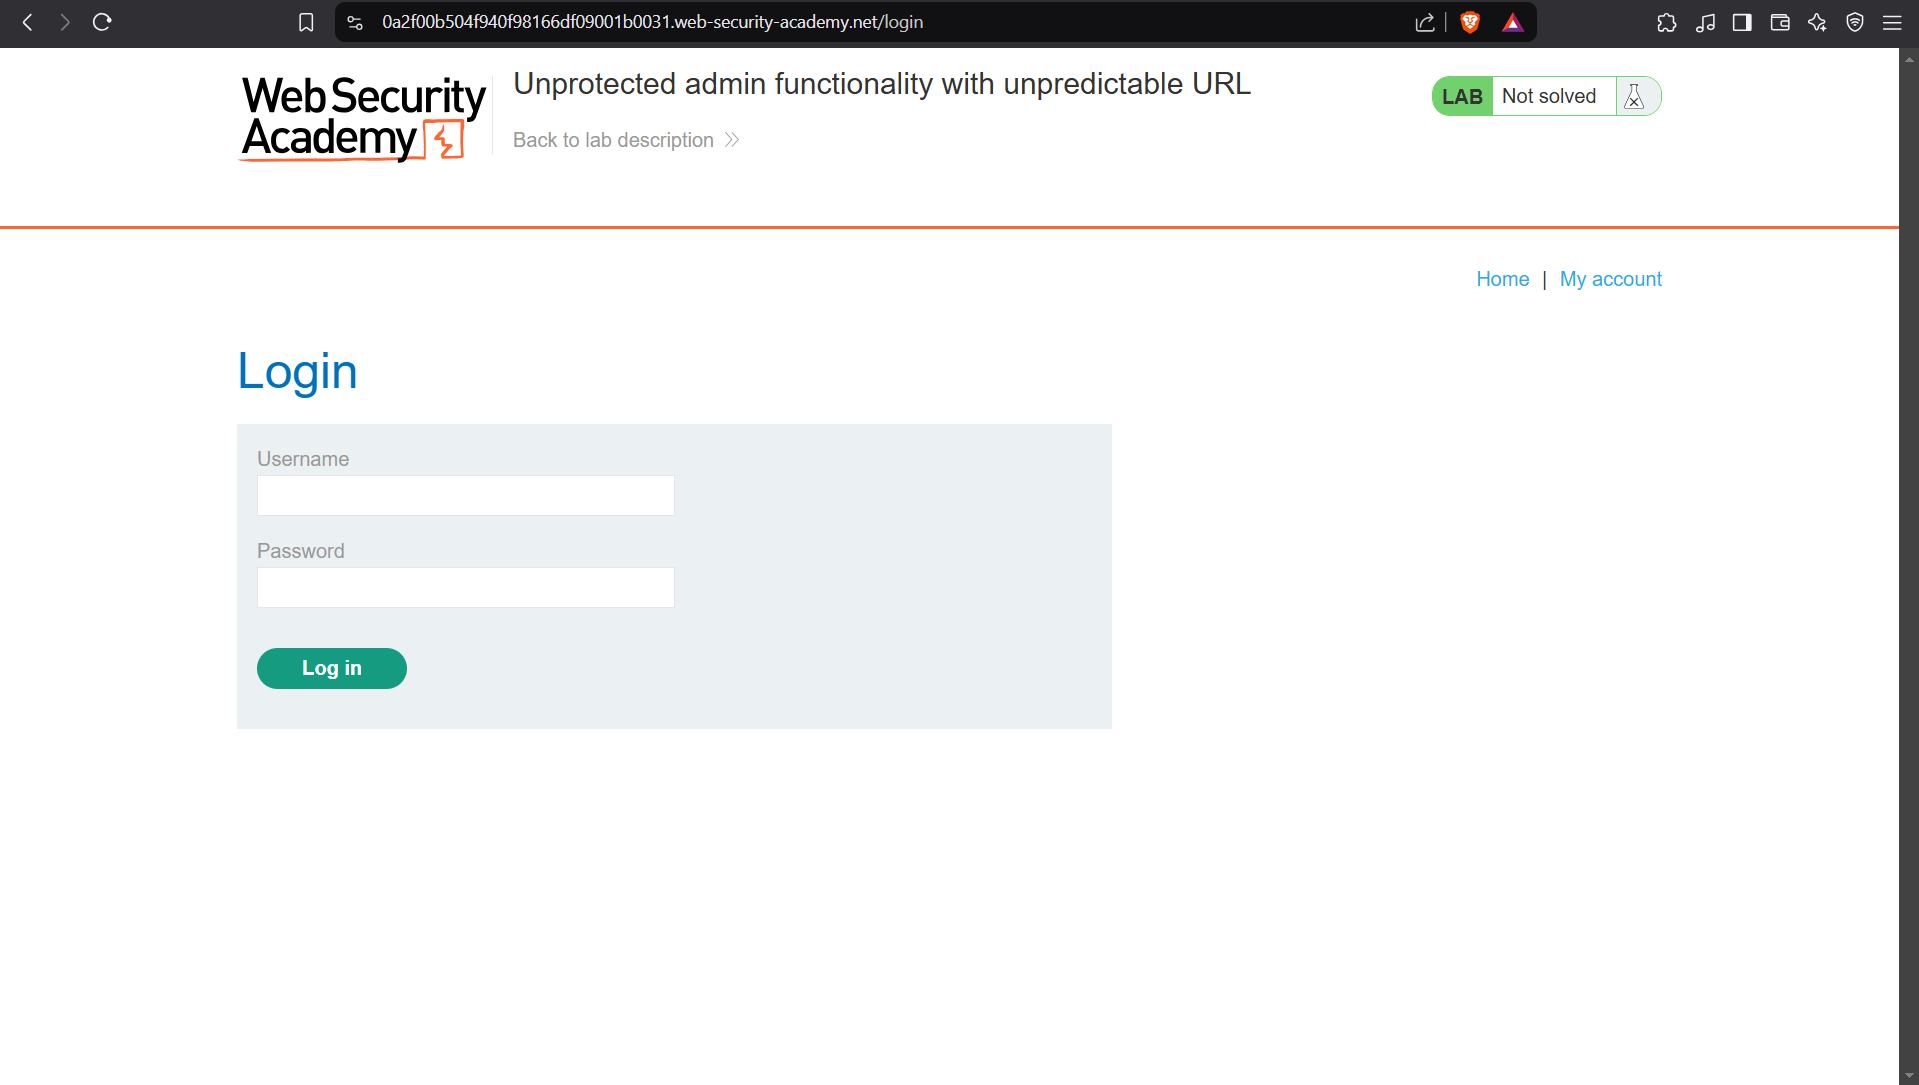 0a2f00b504f940f98166df09001b0031.web-security-academy.net/login
Web Security
Academy
Unprotected admin functionality with unpredictable URL
Back to lab description
LAB Not solved
Home | My account
Login
Username
Password
Log in